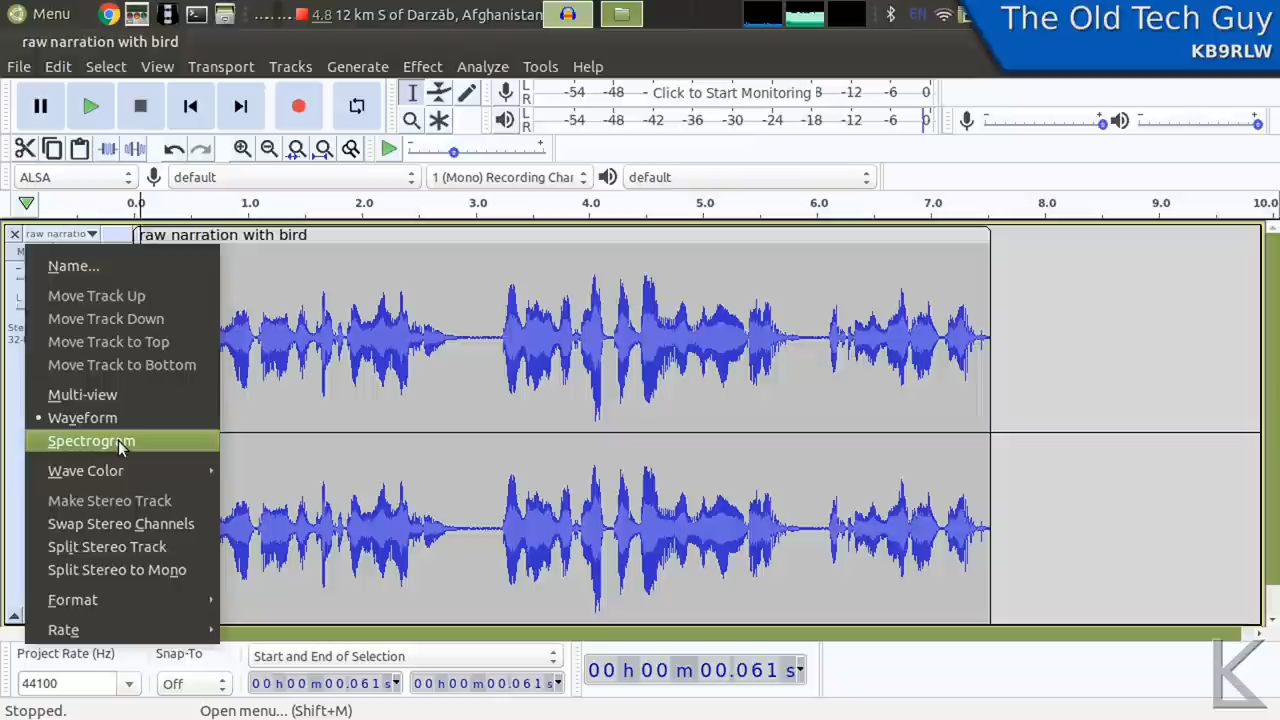 Menu
4.8 12 km S of Darzāb, Afghanistan
EN
The Old Tech Guy
KB9RLW
raw narration with bird
File Edit Select View Transport Tracks Generate Effect Analyze Tools Help
L
R
-54 -48 - Click to Start Monitoring 8 -12 -6 0
L
R
-54 -48 -42 -36 -30 -24 -18 -12 -6 0
- +
- +
- +
ALSA
default
1 (Mono) Recording Char
default
0.0 1.0 2.0 3.0 4.0 5.0 6.0 7.0 8.0 9.0 10.0
raw narratio
raw narration with bird
M
L
Ste
32-
Name...
Move Track Up
Move Track Down
Move Track to Top
Move Track to Bottom
Multi-view
Waveform
Spectrogram
Wave Color
Make Stereo Track
Swap Stereo Channels
Split Stereo Track
Split Stereo to Mono
Format
Rate
Project Rate (Hz)
Snap-To
Start and End of Selection
44100
Off
00 h 00 m 00.061 s
00 h 00 m 00.061 s
00 h 00 m 00.061 s
K
Stopped.
Open menu... (Shift+M)